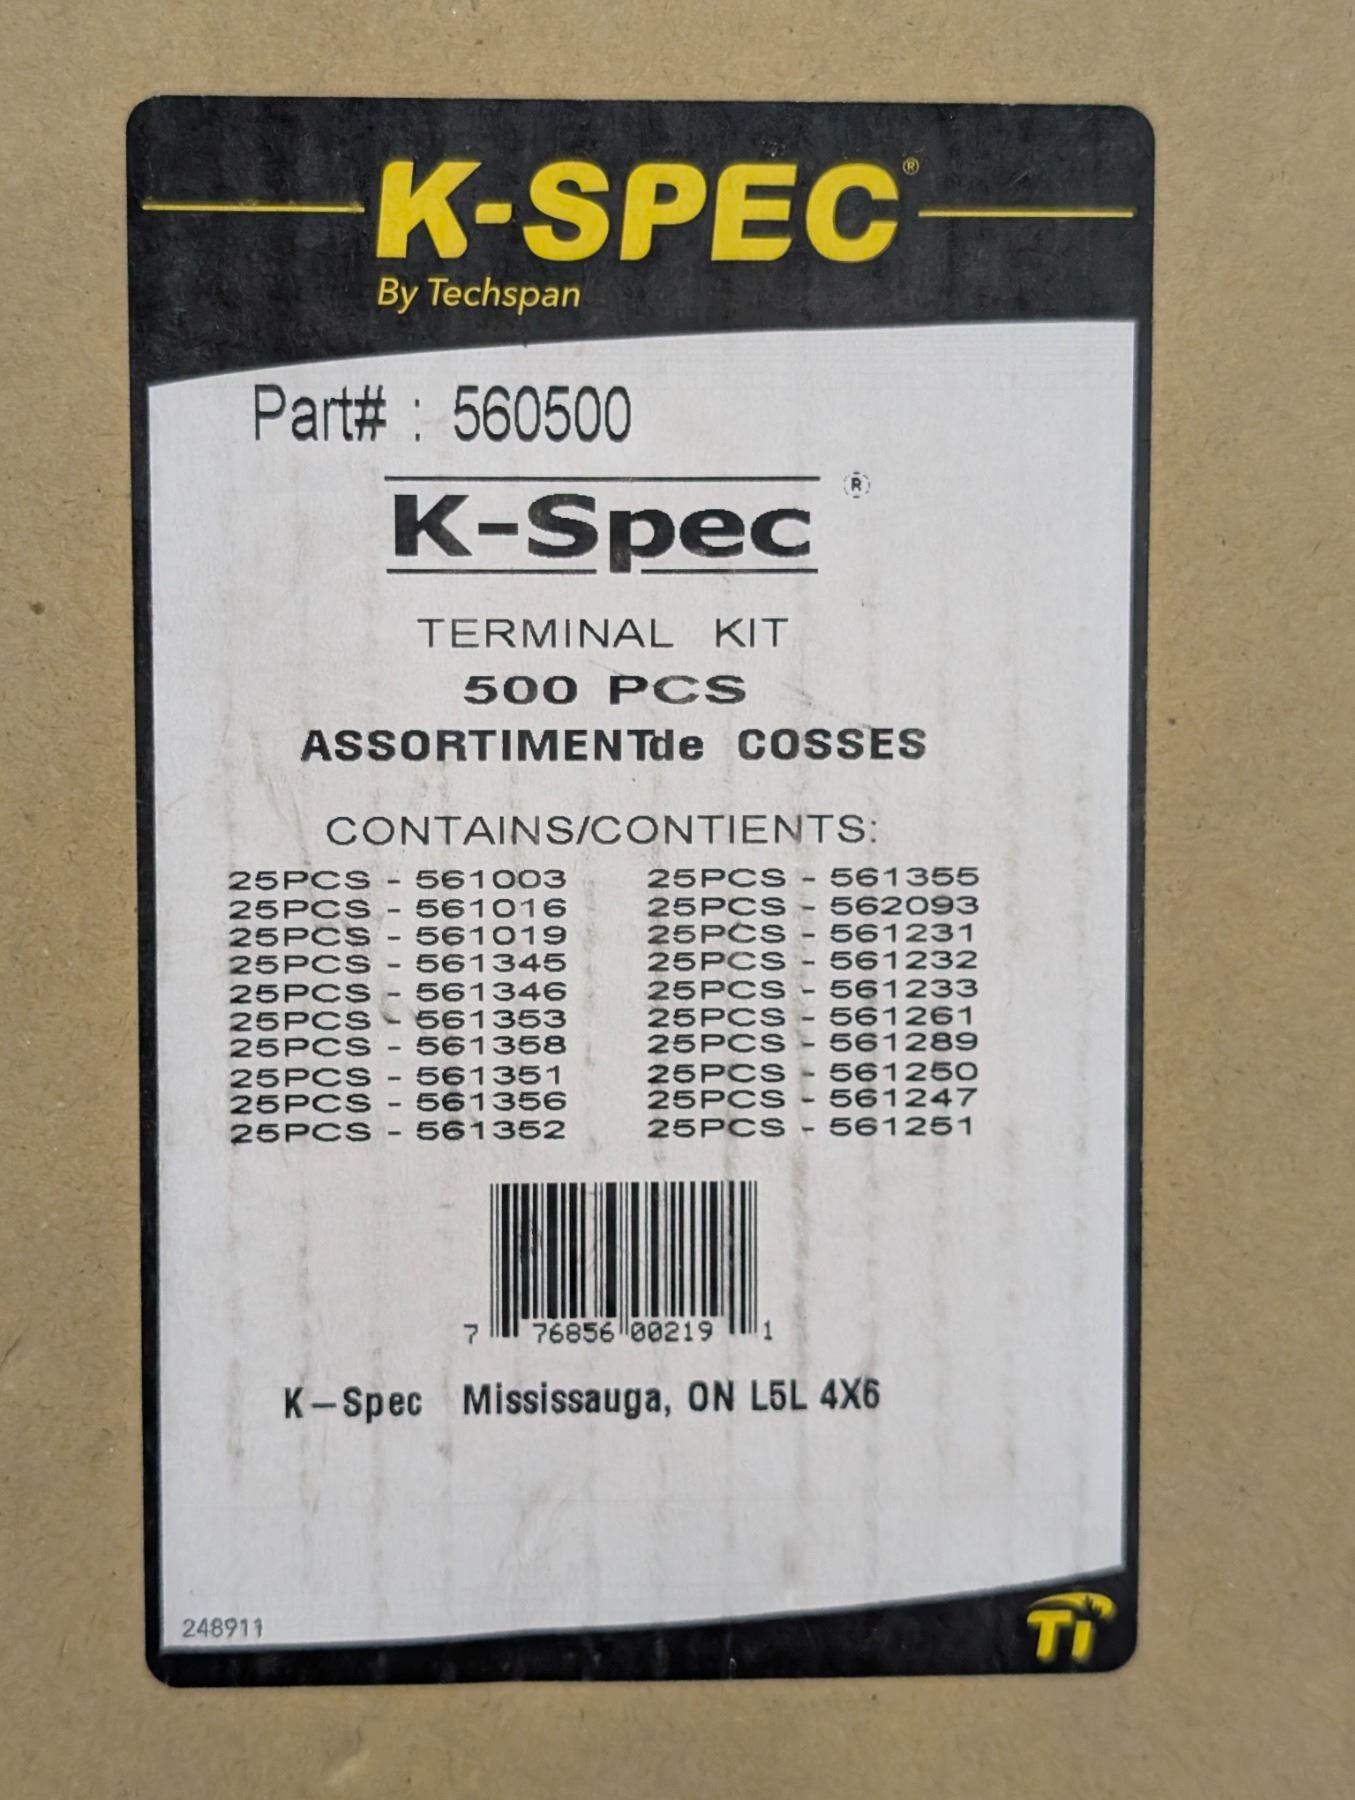 K-SPEC®
By Techspan
Part# : 560500
K-Spec ®
TERMINAL KIT
500 PCS
ASSORTIMENTde COSSES
CONTAINS/CONTIENTS:
25PCS - 561003
25PCS - 561016
25PCS - 561019
25PCS - 561345
25PCS - 561346
25PCS - 561353
25PCS - 561358
25PCS - 561351
25PCS - 561356
25PCS - 561352
25PCS - 561355
25PCS - 562093
25PCS - 561231
25PCS - 561232
25PCS - 561233
25PCS - 561261
25PCS - 561289
25PCS - 561250
25PCS - 561247
25PCS - 561251
7 76856 00219 1
K-Spec Mississauga, ON L5L 4X6
248911
Ti